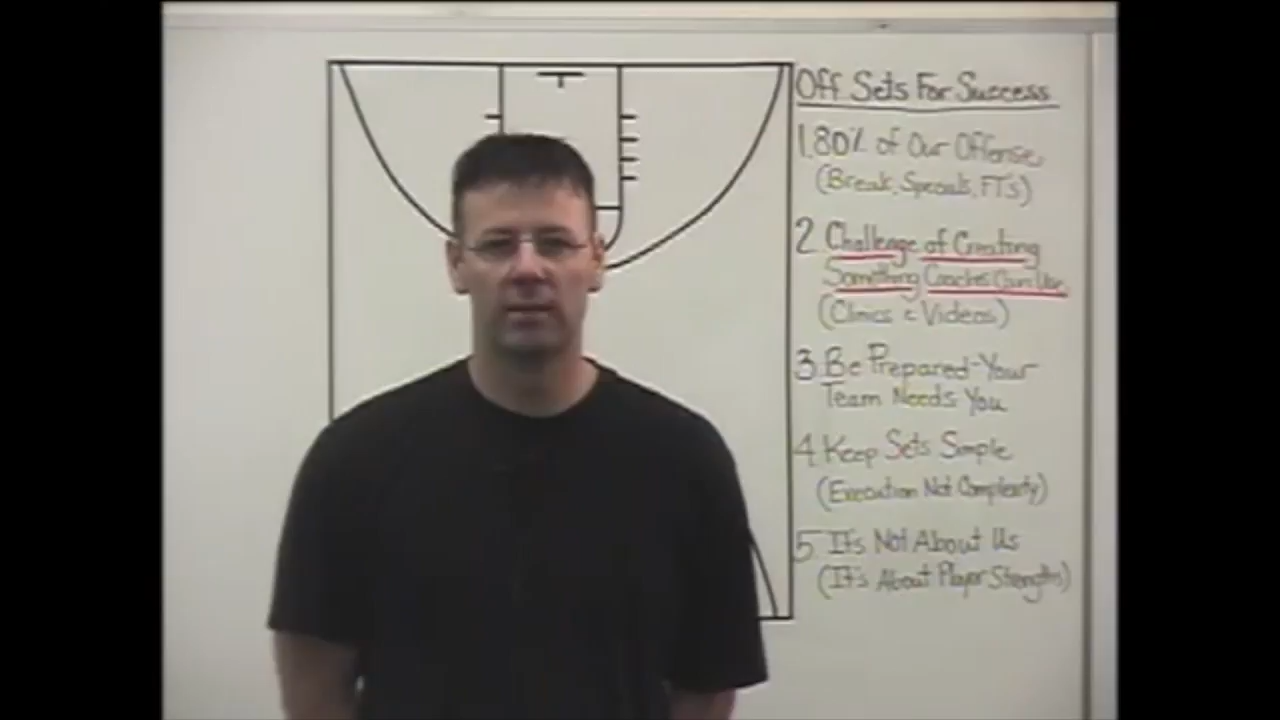 Off Sets For Success
1. 80% of Our Offense
(Break, Specials, FT's)
2. Challenge of Creating
Something Coaches Can Use
(Clinics & Videos)
3. Be Prepared-Your
Team Needs You
4. Keep Sets Simple
(Execution Not Complexity)
5. It's Not About Us
(It's About Player Strengths)